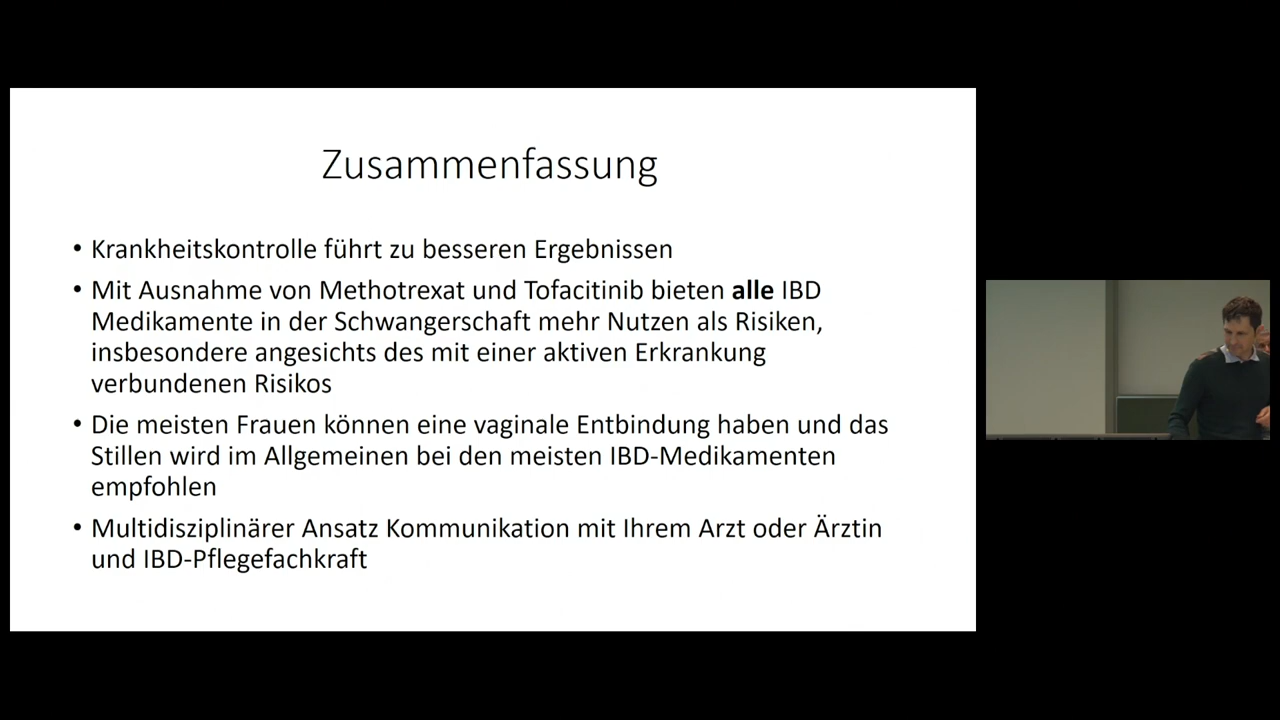 Zusammenfassung
• Krankheitskontrolle führt zu besseren Ergebnissen
• Mit Ausnahme von Methotrexat und Tofacitinib bieten alle IBD
Medikamente in der Schwangerschaft mehr Nutzen als Risiken,
insbesondere angesichts des mit einer aktiven Erkrankung
verbundenen Risikos
• Die meisten Frauen können eine vaginale Entbindung haben und das
Stillen wird im Allgemeinen bei den meisten IBD-Medikamenten
empfohlen
• Multidisziplinärer Ansatz Kommunikation mit Ihrem Arzt oder Ärztin
und IBD-Pflegefachkraft